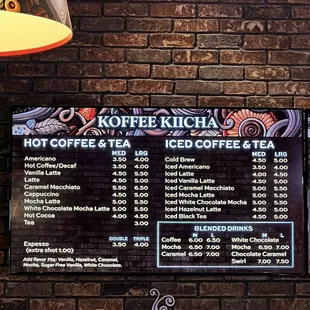 KOFFEE KIICHA
HOT COFFEE & TEA MED LRG
Americano 3.50 4.00
Hot Coffee/Decaf 3.50 4.00
Vanilla Latte 4.50 5.00
Latte 4.50 5.00
Caramel Macchiato 5.50 6.50
Cappuccino 4.50 5.00
Mocha Latte 5.00 5.50
White Chocolate Mocha Latte 5.00 5.50
Hot Cocoa 4.00 4.50
Tea 3.00
DOUBLE TRIPLE
Espresso 3.50 4.00
(extra shot 1.00)
Add flavor 75¢: Vanilla, Hazelnut, Caramel,
Mocha, Sugar Free Vanilla, White Chocolate.
ICED COFFEE & TEA
MED LRG
Cold Brew 4.50 5.00
Iced Americano 3.50 4.00
Iced Latte 4.00 4.50
Iced Vanilla Latte 4.50 5.00
Iced Caramel Macchiato 5.00 5.50
Iced Mocha Latte 5.00 5.50
Iced White Mocha Latte 5.00 5.50
Iced Hazelnut Latte 4.50 5.00
Iced Black Tea 4.50 5.00
BLENDED DRINKS
M L M L
Coffee 6.00 6.50 White Chocolate
Mocha 6.50 7.00 Mocha 6.50 7.00
Caramel 6.50 7.00 Chocolate Caramel
Swirl 7.00 7.50